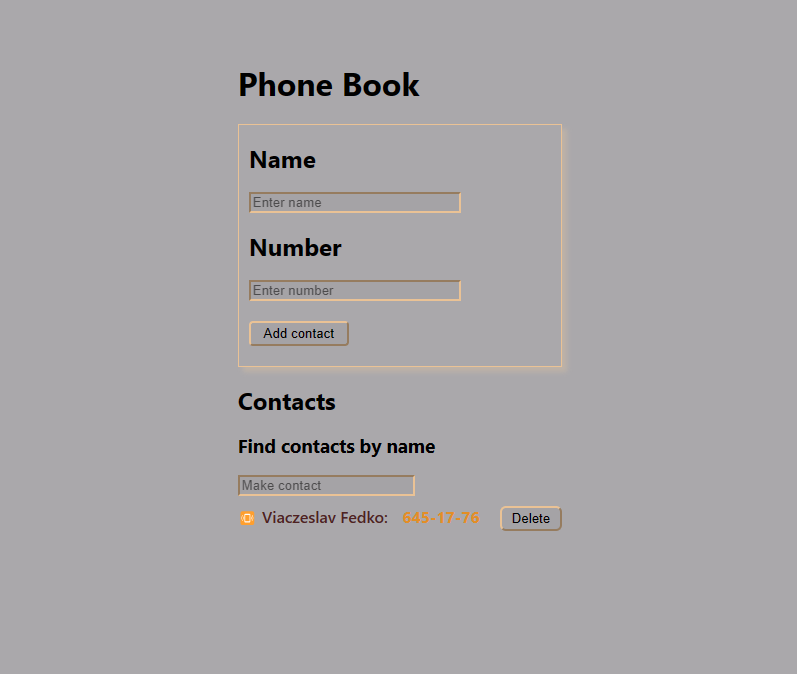 Phone Book
Name
Enter name
Number
Enter number
Add contact
Contacts
Find contacts by name
Make contact
Viaczeslav Fedko: 645-17-76 Delete